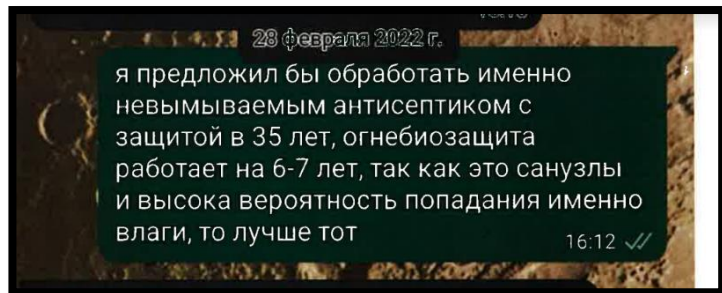 28 февраля 2022 г.
я предложил бы обработать именно
невымываемым антисептиком с
защитой в 35 лет, огнебиозащита
работает на 6-7 лет, так как это санузлы
и высока вероятность попадания именно
влаги, то лучше тот
16:12